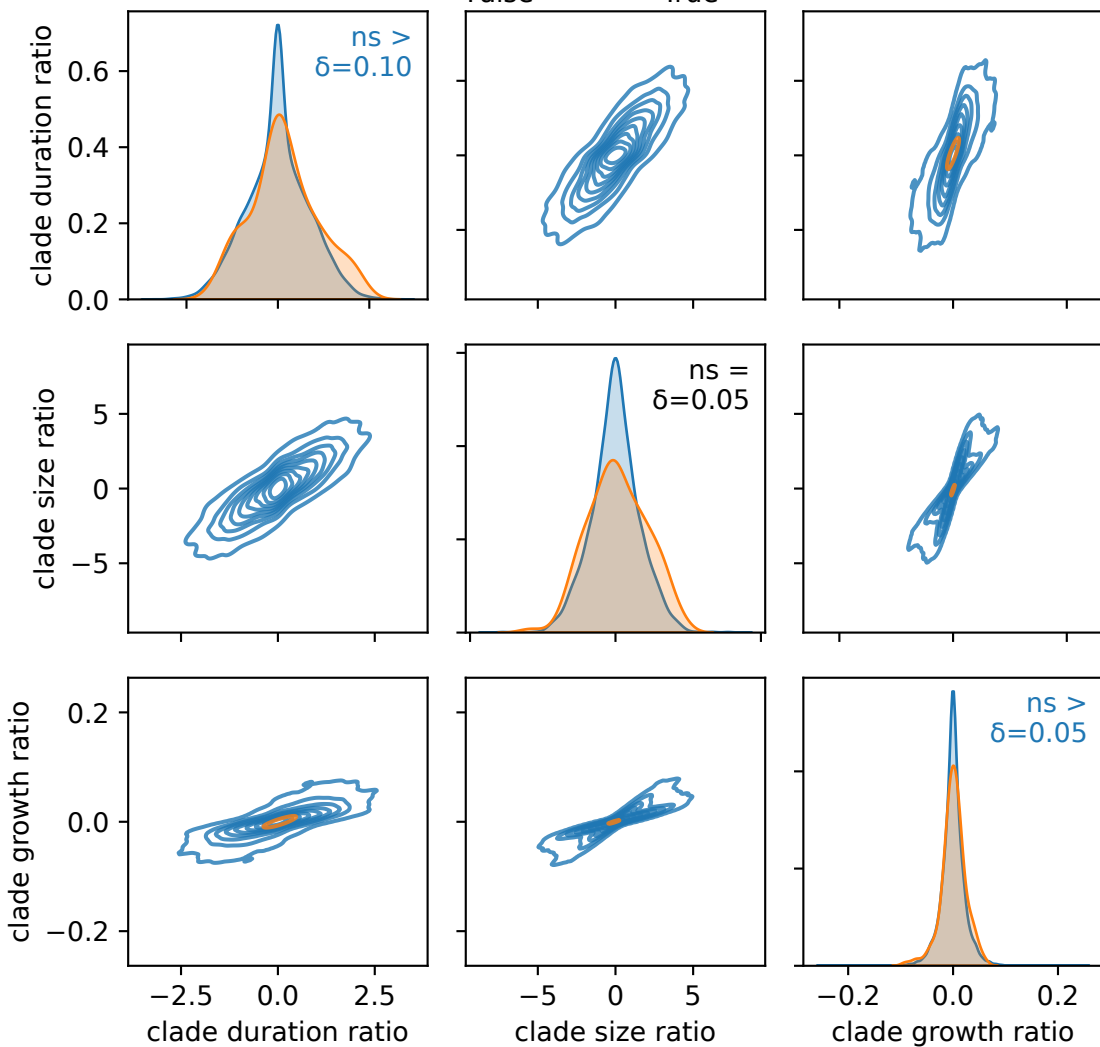 True
clade duration ratio
0.6
0.4
0.2
0.0
ns >
δ=0.10
clade size ratio
5
0
−5
ns =
δ=0.05
clade growth ratio
0.2
0.0
−0.2
ns >
δ=0.05
−2.5 0.0 2.5
−5 0 5
−0.2 0.0 0.2
clade duration ratio
clade size ratio
clade growth ratio